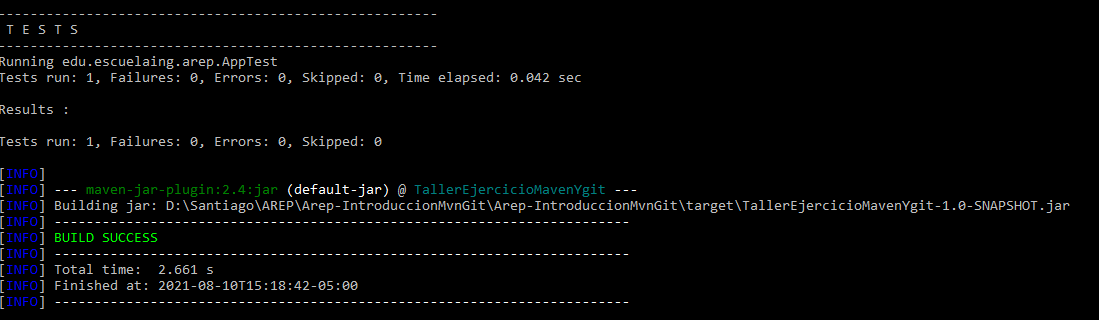 -------------------------------------------------------
 T E S T S
-------------------------------------------------------
Running edu.escuelaing.arep.AppTest
Tests run: 1, Failures: 0, Errors: 0, Skipped: 0, Time elapsed: 0.042 sec

Results :

Tests run: 1, Failures: 0, Errors: 0, Skipped: 0

[INFO]
[INFO] --- maven-jar-plugin:2.4:jar (default-jar) @ TallerEjercicioMavenYgit ---
[INFO] Building jar: D:\Santiago\AREP\Arep-IntroduccionMvnGit\Arep-IntroduccionMvnGit\target\TallerEjercicioMavenYgit-1.0-SNAPSHOT.jar
[INFO] ------------------------------------------------------------------------
[INFO] BUILD SUCCESS
[INFO] ------------------------------------------------------------------------
[INFO] Total time:  2.661 s
[INFO] Finished at: 2021-08-10T15:18:42-05:00
[INFO] ------------------------------------------------------------------------